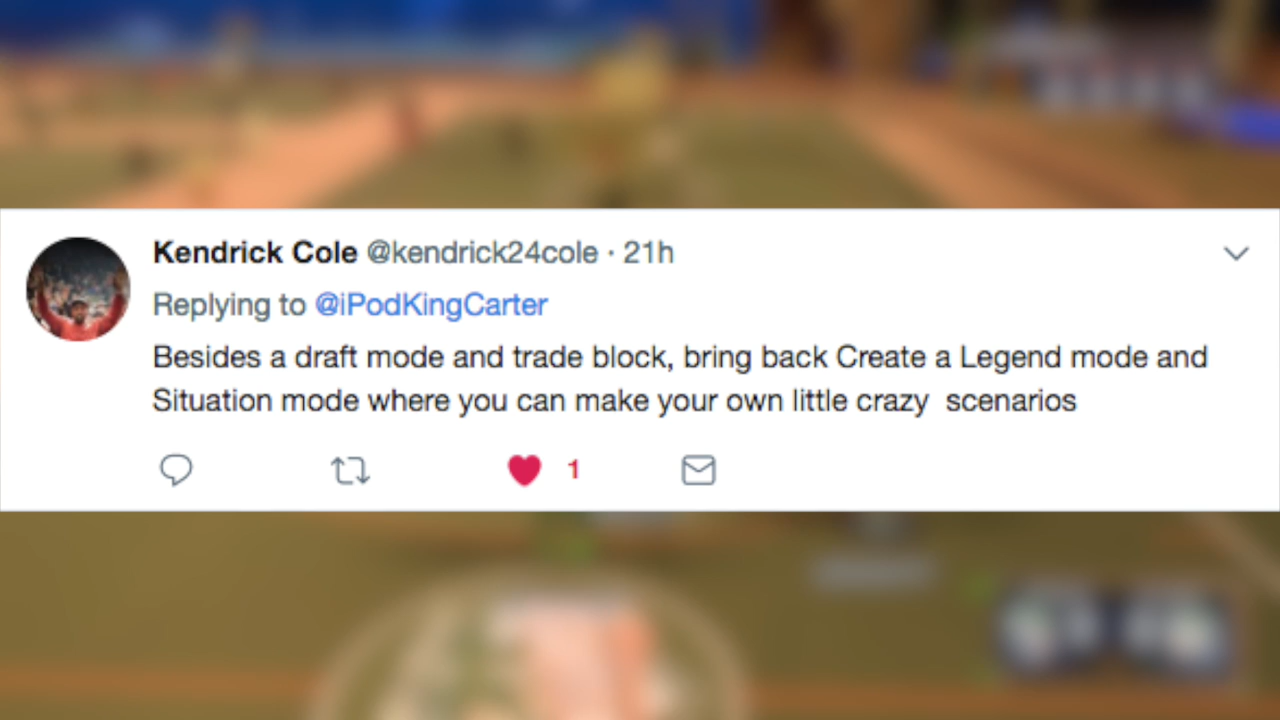 Kendrick Cole @kendrick24cole · 21h
Replying to @iPodKingCarter
Besides a draft mode and trade block, bring back Create a Legend mode and
Situation mode where you can make your own little crazy  scenarios
1